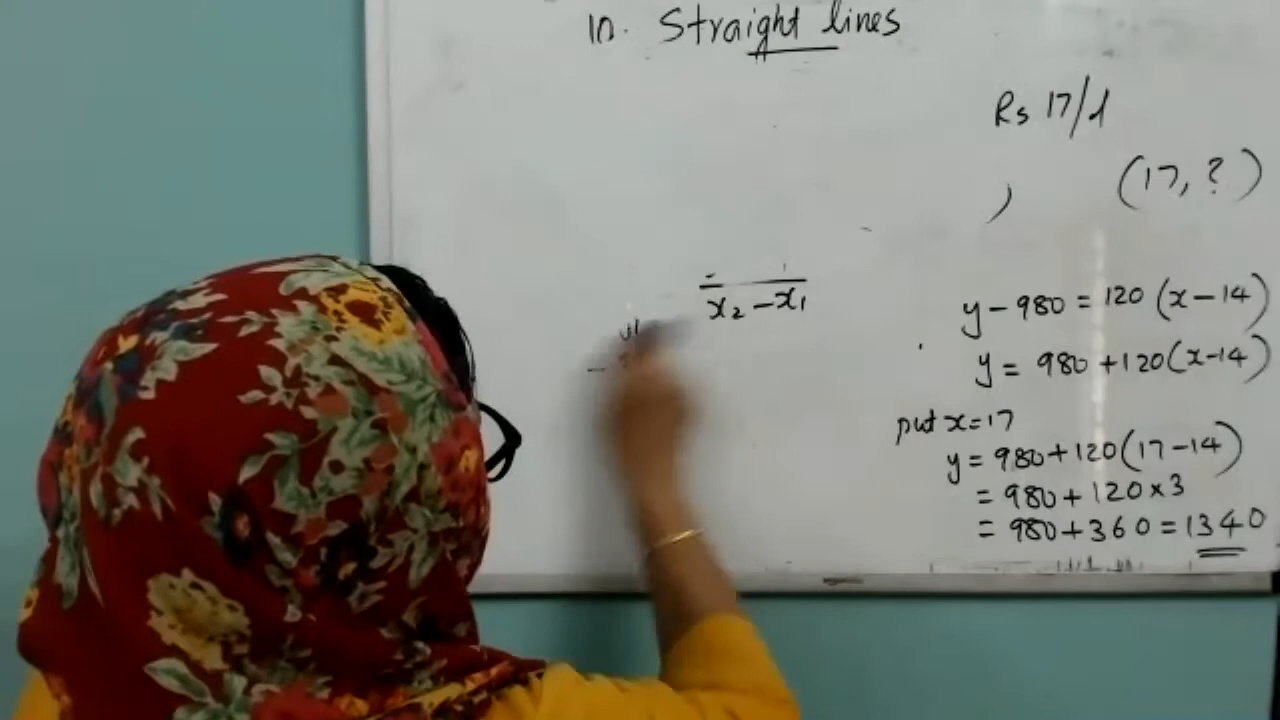 10. Straight lines
Rs 17/l
) (17, ?)
x₂ - x₁
y - 980 = 120 (x - 14)
y = 980 + 120(x-14)
put x=17
y = 980+120(17-14)
= 980 + 120 × 3
= 980 + 360 = 1340